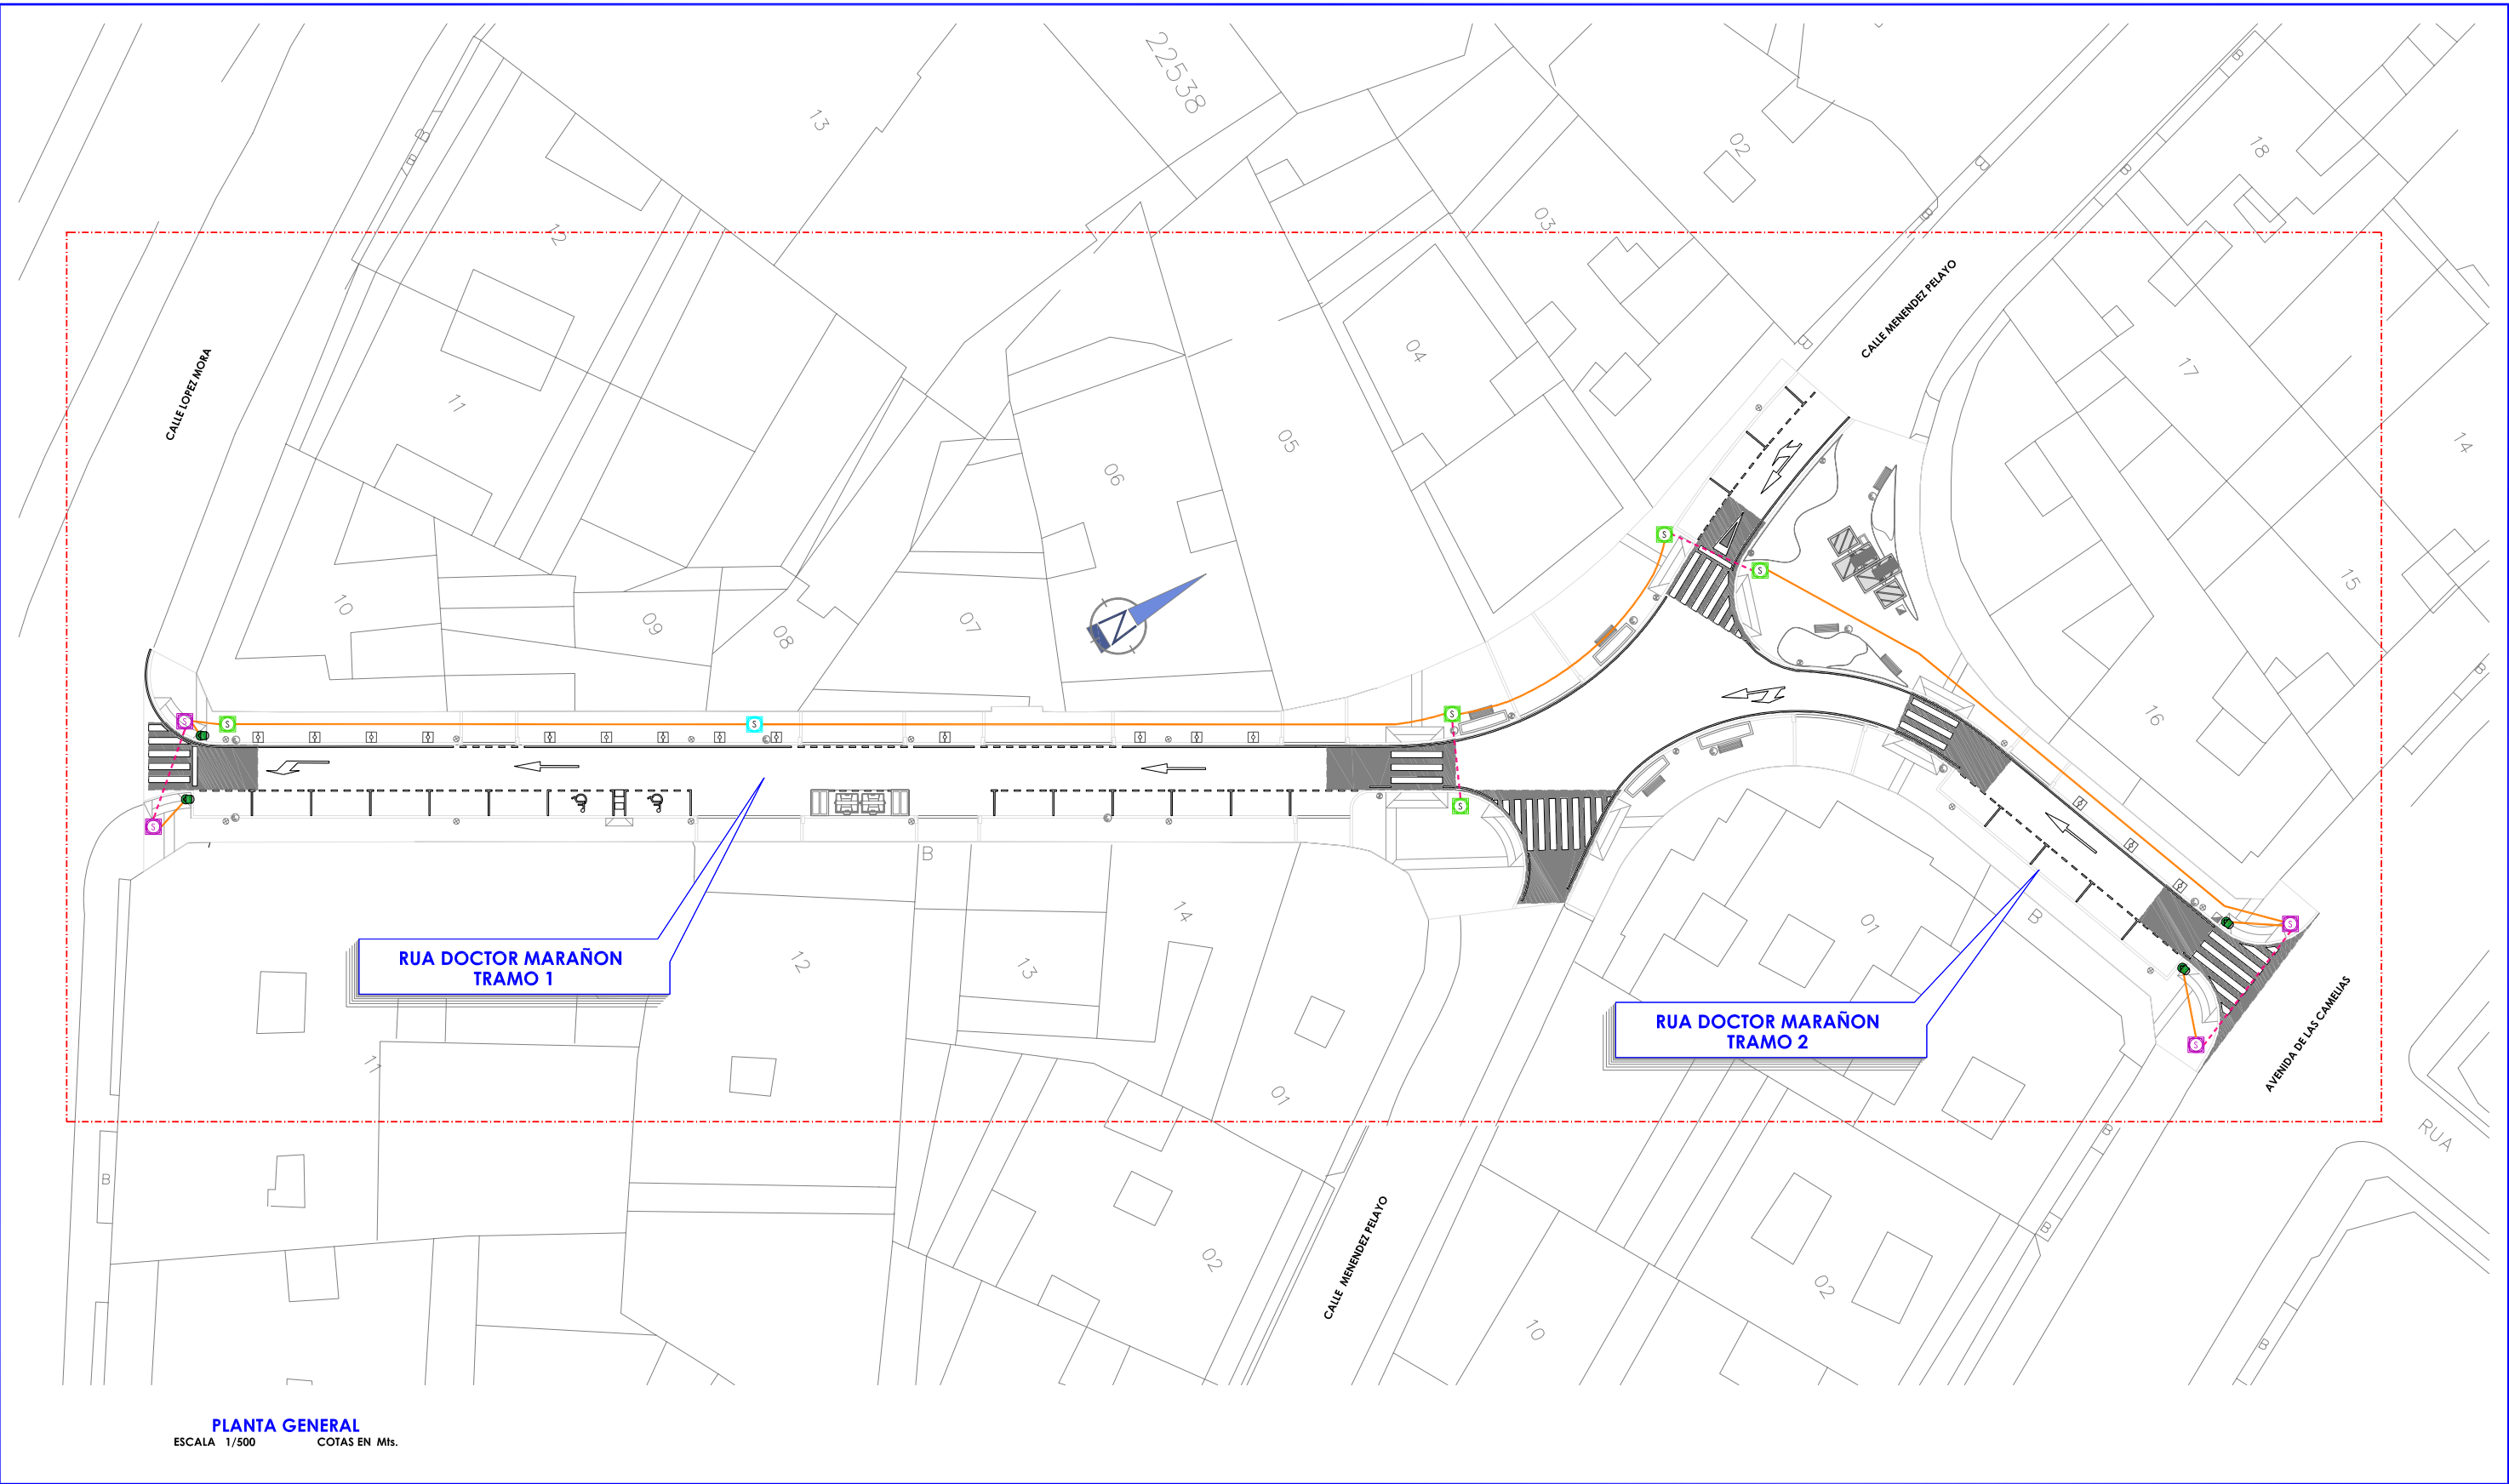 22538
B
13
B
B
18
02
B
B
B
12
03
CALLE MENENDEZ PELAYO
B
04
17
CALLE LOPEZ MORA
11
05
14
06
S
S
15
10
09
08
07
N
B
S
S
S
S
16
S
S
S
B
14
01
B
S
RUA DOCTOR MARAÑON
TRAMO 1
12
13
RUA DOCTOR MARAÑON
TRAMO 2
S
AVENIDA DE LAS CAMELIAS
11
01
RUA
B
B
B
CALLE MENENDEZ PELAYO
02
02
10
B
PLANTA GENERAL
ESCALA 1/500 COTAS EN Mts.